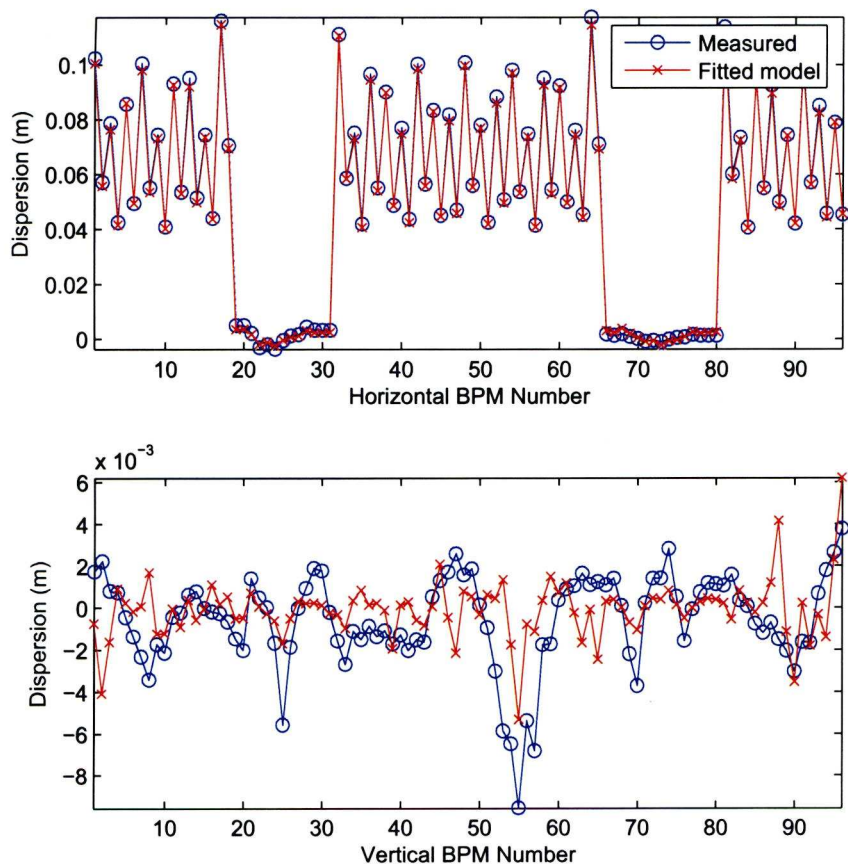 Measured
Fitted model
0.1
0.08
0.06
0.04
0.02
0
Dispersion (m)
10 20 30 40 50 60 70 80 90
Horizontal BPM Number
x 10⁻³
6
4
2
0
−2
−4
−6
−8
Dispersion (m)
10 20 30 40 50 60 70 80 90
Vertical BPM Number